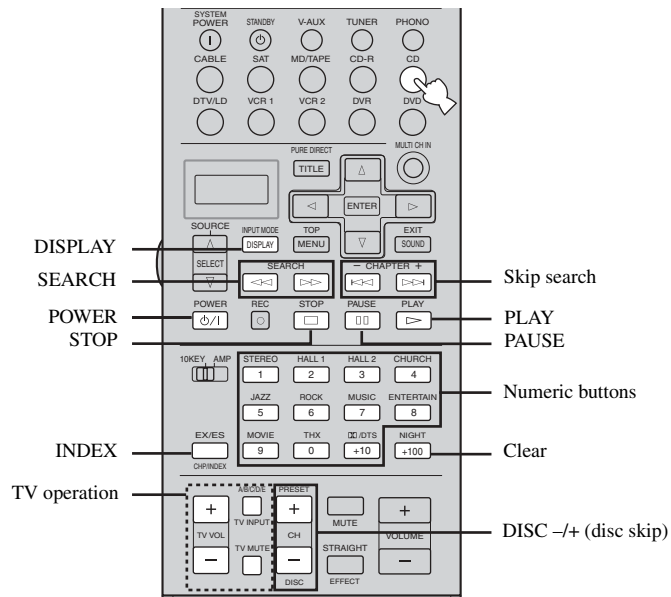 SYSTEM
POWER STANDBY V-AUX TUNER PHONO
CABLE SAT MD/TAPE CD-R CD
DTV/LD VCR 1 VCR 2 DVR DVD
PURE DIRECT MULTI CH IN
TITLE
ENTER
SOURCE INPUT MODE TOP EXIT
DISPLAY DISPLAY MENU SOUND
SELECT
SEARCH SEARCH – CHAPTER + Skip search
POWER POWER REC STOP PAUSE PLAY PLAY
STOP PAUSE
10KEY AMP STEREO HALL 1 HALL 2 CHURCH
1 2 3 4
Numeric buttons
JAZZ ROCK MUSIC ENTERTAIN
5 6 7 8
INDEX EX/ES MOVIE THX /DTS NIGHT
9 0 +10 +100 Clear
CHP/INDEX
TV operation A/B/C/D/E PRESET
+ + +
TV INPUT MUTE
TV VOL CH VOLUME DISC –/+ (disc skip)
TV MUTE STRAIGHT
– – –
DISC EFFECT